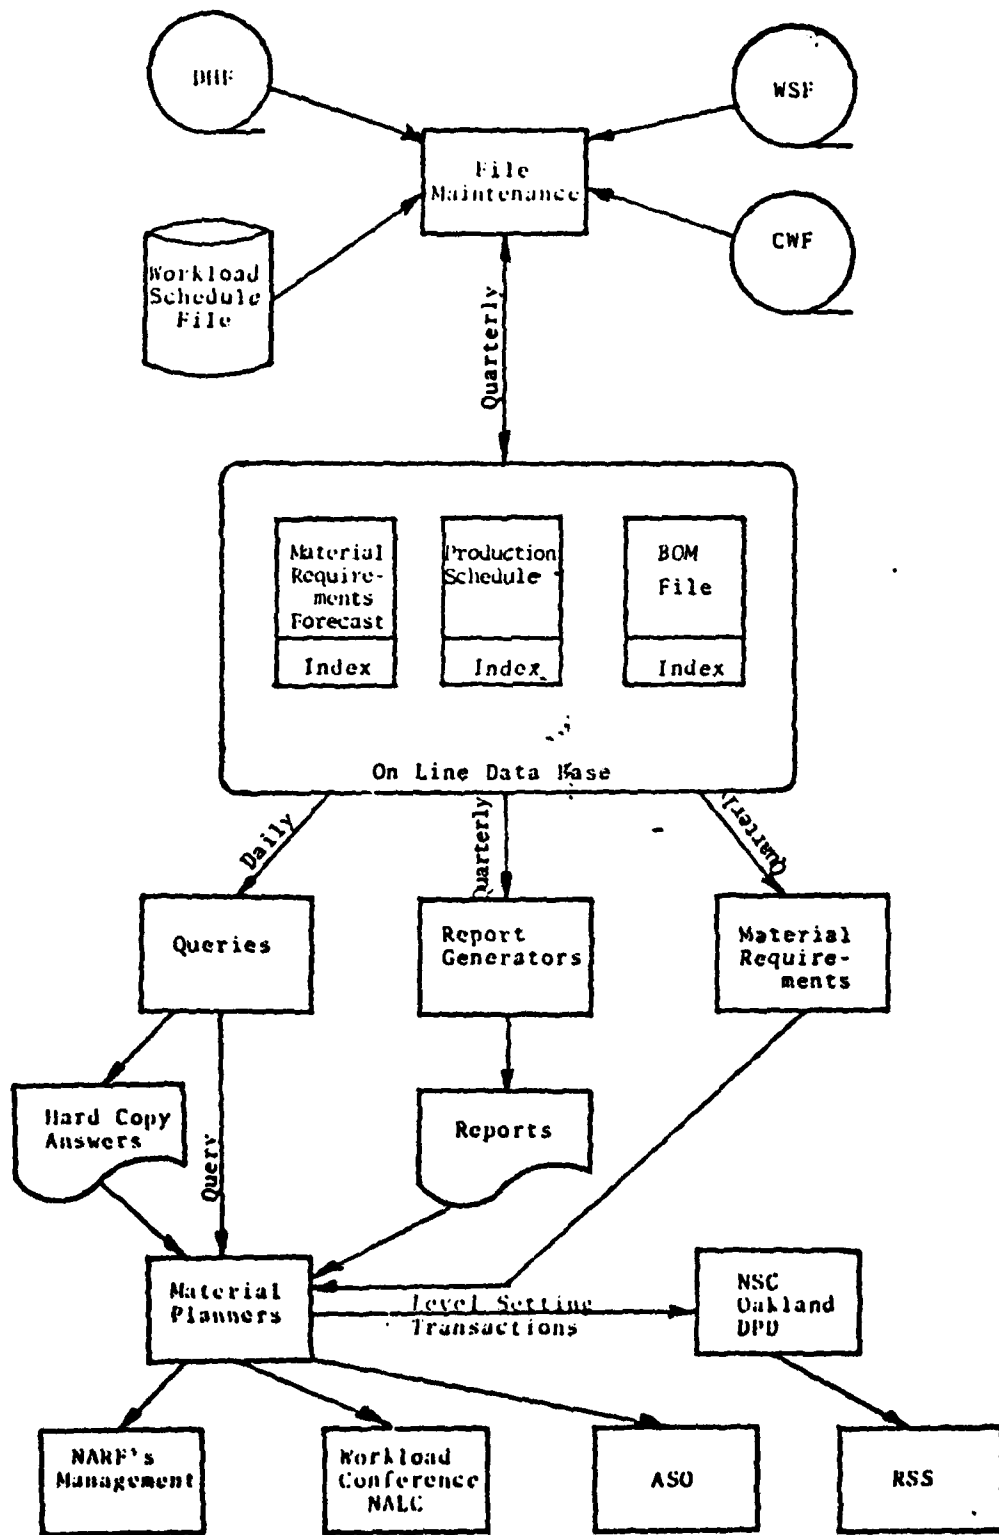 DHF
WSF
File
Maintenance
CWF
Workload
Schedule
File
Quarterly
Material
Require-
ments
Forecast
Index
Production
Schedule
Index
BOM
File
Index
On Line Data Base
Daily
Quarterly
Quarterly
Queries
Report
Generators
Material
Require-
ments
Hard Copy
Answers
Query
Reports
Material
Planners
Level Setting
Transactions
NSC
Oakland
DPD
NARF's
Management
Workload
Conference
NALC
ASO
RSS